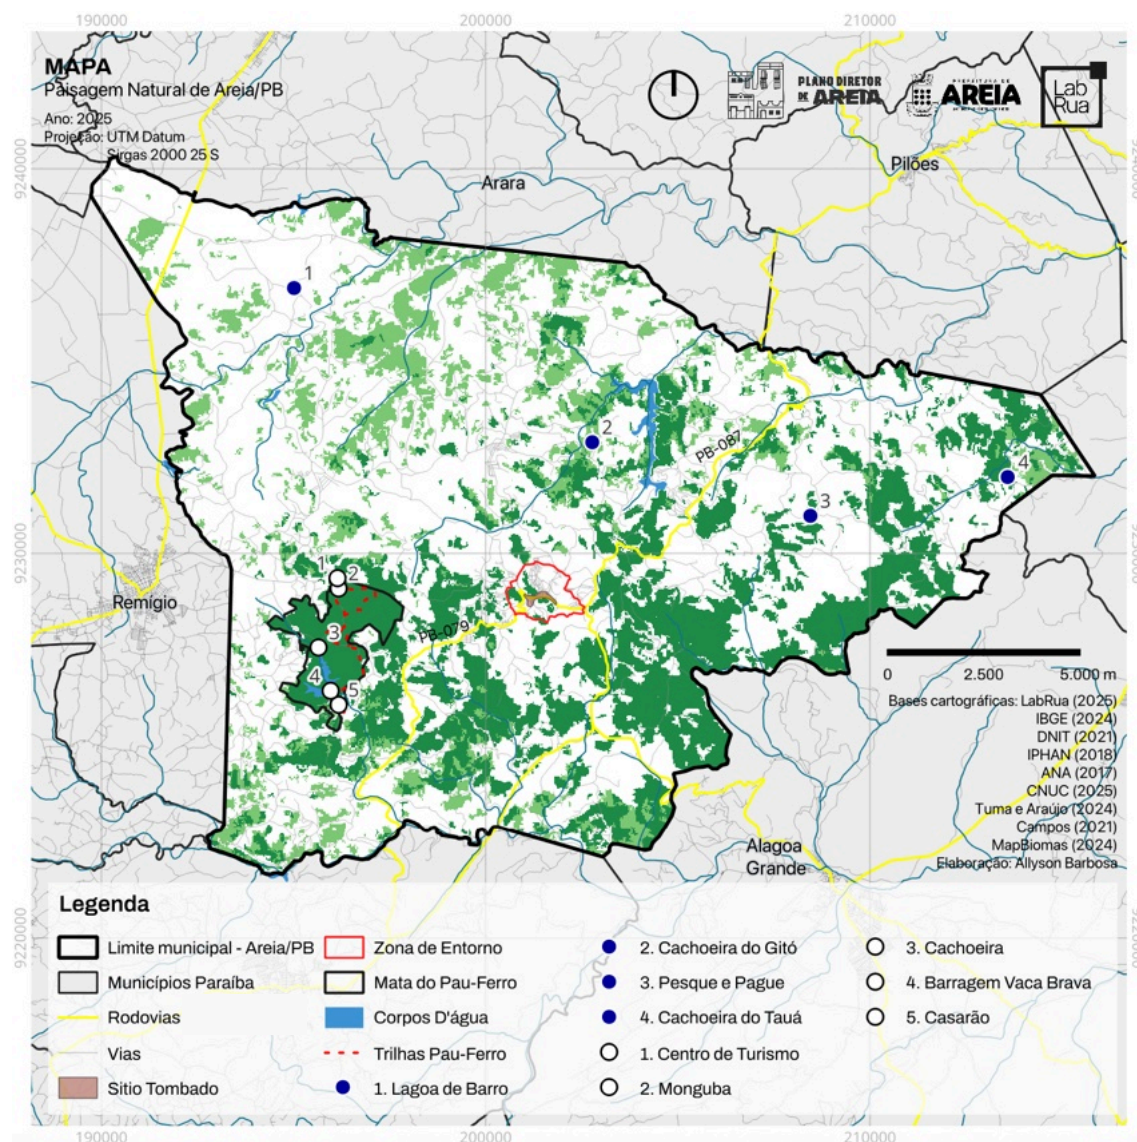 190000
200000
210000
MAPA
Paisagem Natural de Areia/PB
Ano: 2025
Projeção: UTM Datum
Sirgas 2000 25 S
PLANO DIRETOR
DE AREIA
PREFEITURA DE
AREIA
Lab
Rua
9240000
9240000
Arara
Pilões
1
2
3
4
PB-087
9230000
9230000
Remígio
1
2
3
4
5
PB-079
0 2.500 5.000 m
Bases cartográficas: LabRua (2025)
IBGE (2024)
DNIT (2021)
IPHAN (2018)
ANA (2017)
CNUC (2025)
Tuma e Araújo (2024)
Campos (2021)
MapBiomas (2024)
Elaboração: Allyson Barbosa
Alagoa
Grande
9220000
9220000
Legenda
Limite municipal - Areia/PB
Municípios Paraíba
Rodovias
Vias
Sitio Tombado
Zona de Entorno
Mata do Pau-Ferro
Corpos D'água
Trilhas Pau-Ferro
1. Lagoa de Barro
2. Cachoeira do Gitó
3. Pesque e Pague
4. Cachoeira do Tauá
1. Centro de Turismo
2. Monguba
3. Cachoeira
4. Barragem Vaca Brava
5. Casarão
190000
200000
210000